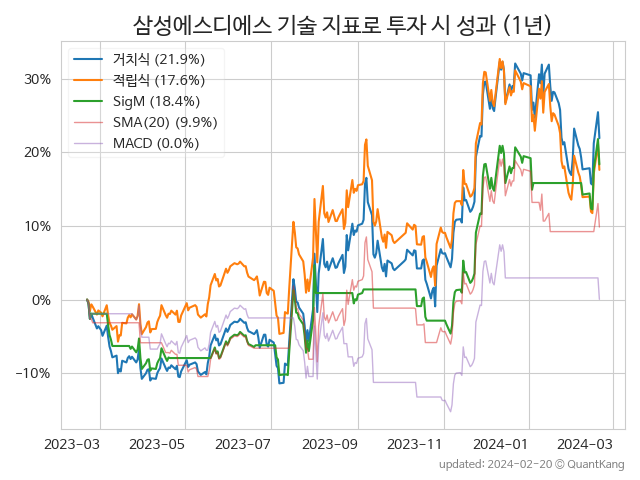 삼성에스디에스 기술 지표로 투자 시 성과 (1년)
거치식 (21.9%)
적립식 (17.6%)
SigM (18.4%)
SMA(20) (9.9%)
MACD (0.0%)
30%
20%
10%
0%
−10%
2023-03 2023-05 2023-07 2023-09 2023-11 2024-01 2024-03
updated: 2024-02-20 © QuantKang